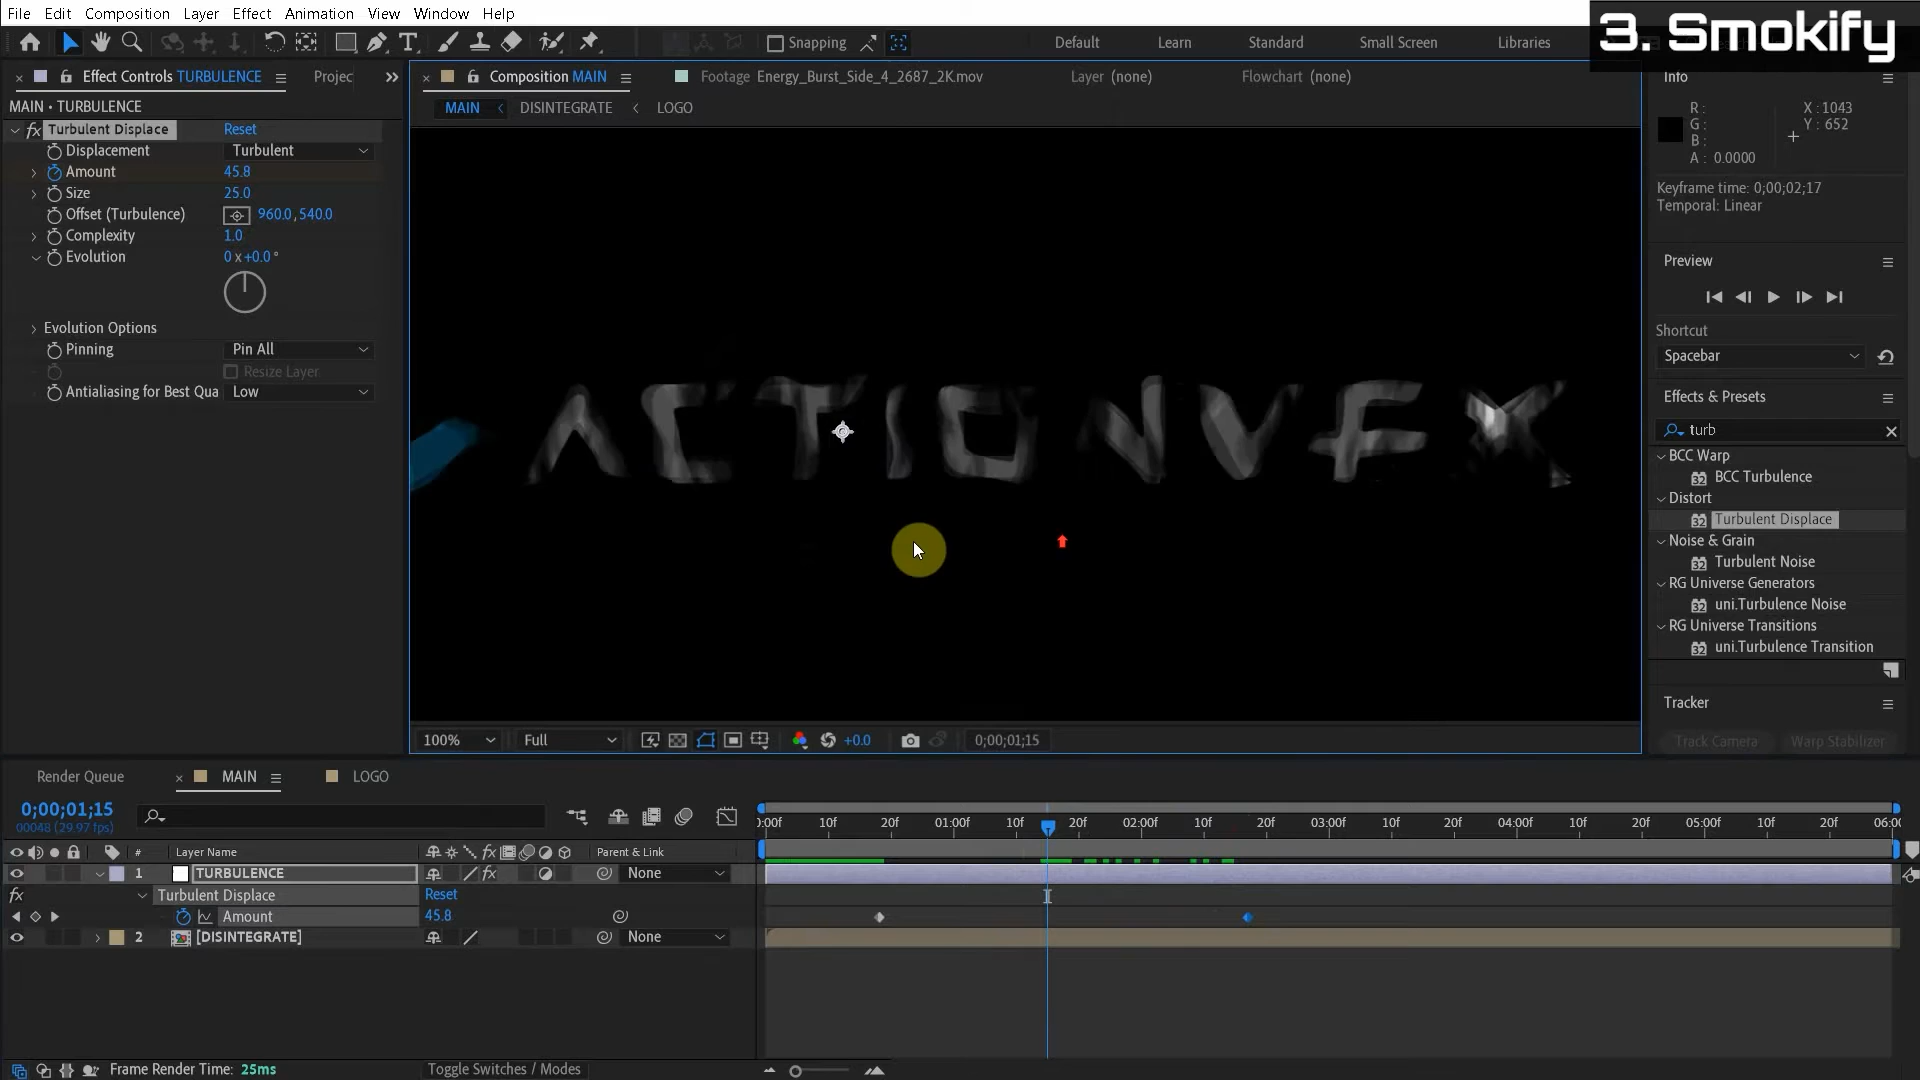 File Edit Composition Layer Effect Animation View Window Help
3. Smokify
Snapping
Default Learn Standard Small Screen Libraries
Effect Controls TURBULENCE Projec
Composition MAIN Footage Energy_Burst_Side_4_2687_2K.mov Layer (none) Flowchart (none)
Info
MAIN • TURBULENCE
MAIN DISINTEGRATE LOGO
R :
G :
B :
A : 0.0000
X : 1043
Y : 652
fx Turbulent Displace Reset
Displacement Turbulent
Amount 45.8
Size 25.0
Offset (Turbulence) 960.0, 540.0
Complexity 1.0
Evolution 0 x +0.0 °
Evolution Options
Pinning Pin All
Resize Layer
Antialiasing for Best Qua Low
ACTIONVFX
Keyframe time: 0;00;02;17
Temporal: Linear
Preview
Shortcut
Spacebar
Effects & Presets
turb
BCC Warp
32 BCC Turbulence
Distort
32 Turbulent Displace
Noise & Grain
32 Turbulent Noise
RG Universe Generators
32 uni.Turbulence Noise
RG Universe Transitions
32 uni.Turbulence Transition
Tracker
Track Camera Warp Stabilizer
100% Full +0.0 0;00;01;15
Render Queue MAIN LOGO
0;00;01;15
00048 (29.97 fps)
0:00f 10f 20f 01:00f 10f 20f 02:00f 10f 20f 03:00f 10f 20f 04:00f 10f 20f 05:00f 10f 20f 06:00
# Layer Name fx Parent & Link
1 TURBULENCE fx None
fx Turbulent Displace Reset
Amount 45.8
2 [DISINTEGRATE] None
Frame Render Time: 25ms Toggle Switches / Modes